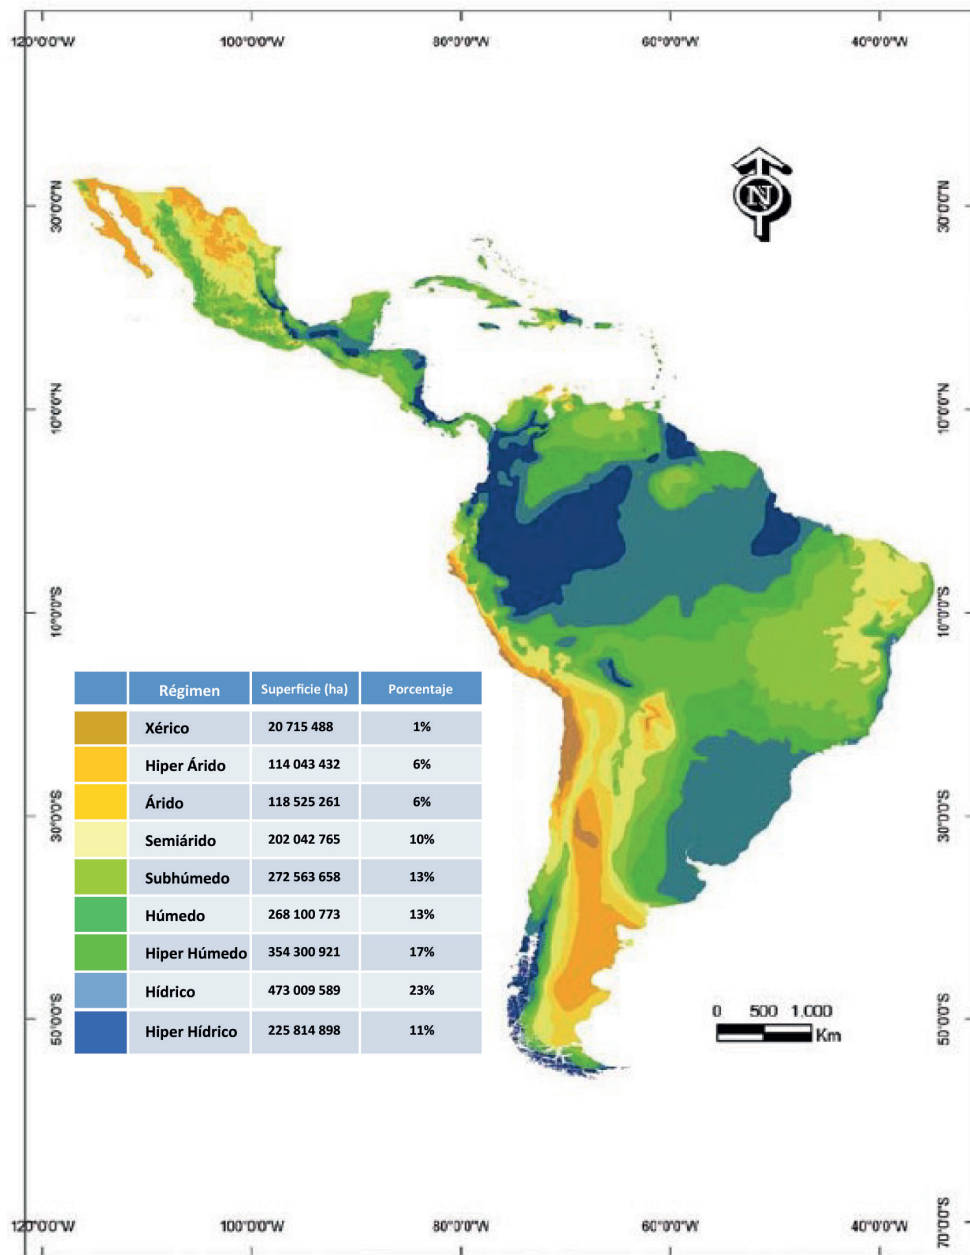 120°0'0"W 100°0'0"W 80°0'0"W 60°0'0"W 40°0'0"W
N
30°0'0"N 30°0'0"N
10°0'0"N 10°0'0"N
10°0'0"S 10°0'0"S
Régimen Superficie (ha) Porcentaje
Xérico 20 715 488 1%
Hiper Árido 114 043 432 6%
Árido 118 525 261 6%
Semiárido 202 042 765 10%
Subhúmedo 272 563 658 13%
Húmedo 268 100 773 13%
Hiper Húmedo 354 300 921 17%
Hídrico 473 009 589 23%
Hiper Hídrico 225 814 898 11%
30°0'0"S 30°0'0"S
0 500 1,000
Km
50°0'0"S 50°0'0"S
70°0'0"S
120°0'0"W 100°0'0"W 80°0'0"W 60°0'0"W 40°0'0"W